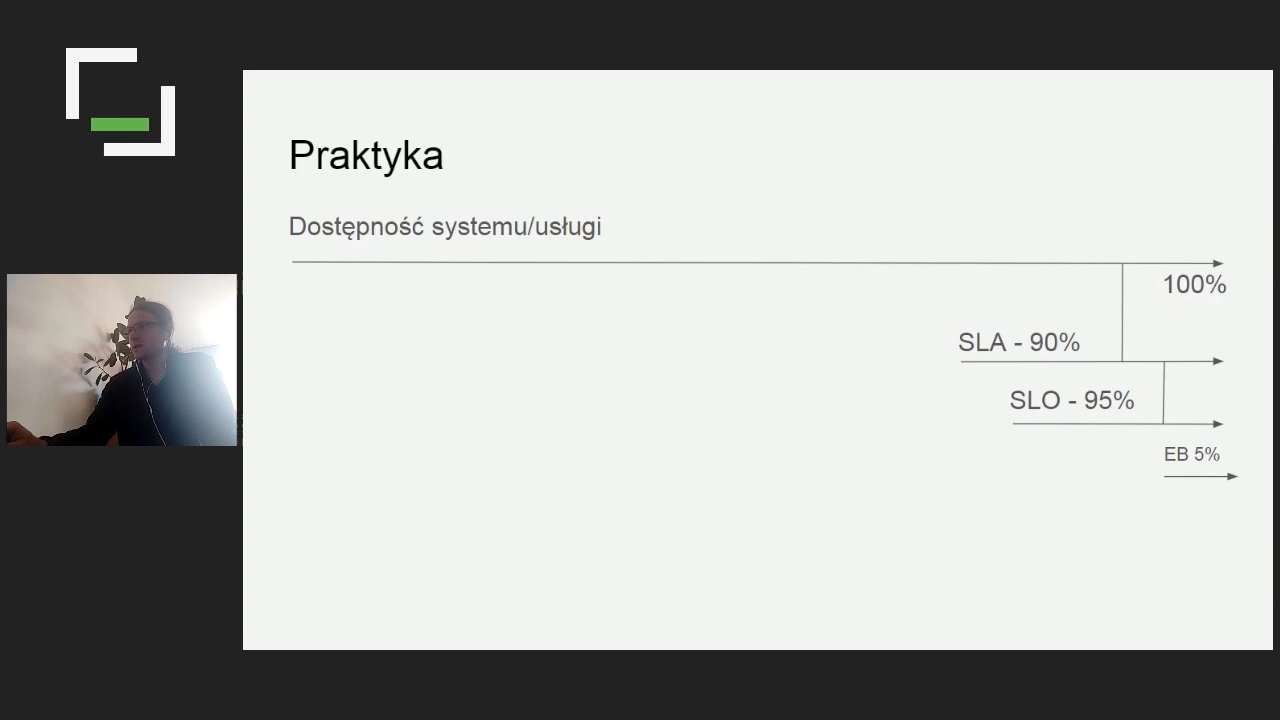 Praktyka
Dostępność systemu/usługi
100%
SLA - 90%
SLO - 95%
EB 5%